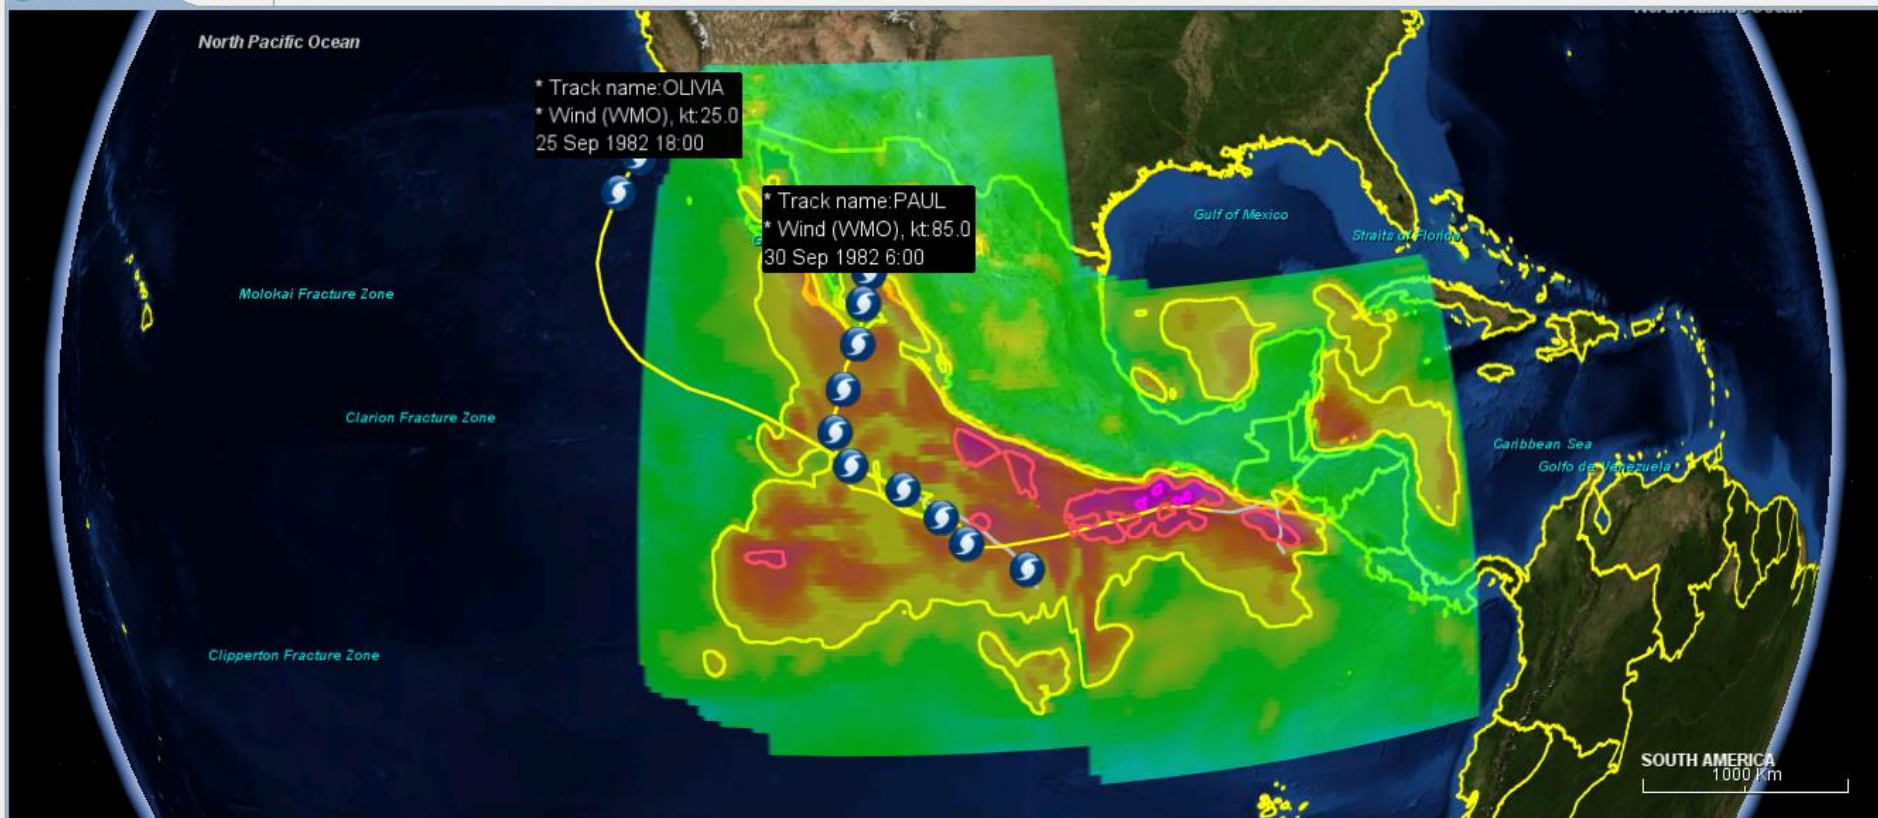 North Pacific Ocean
* Track name:OLIVIA
* Wind (WMO), kt:25.0
25 Sep 1982 18:00
* Track name:PAUL
* Wind (WMO), kt:85.0
30 Sep 1982 6:00
Gulf of Mexico
Straits of Florida
Molokai Fracture Zone
Clarion Fracture Zone
Caribbean Sea
Golfo de Venezuela
Clipperton Fracture Zone
SOUTH AMERICA
1000 Km